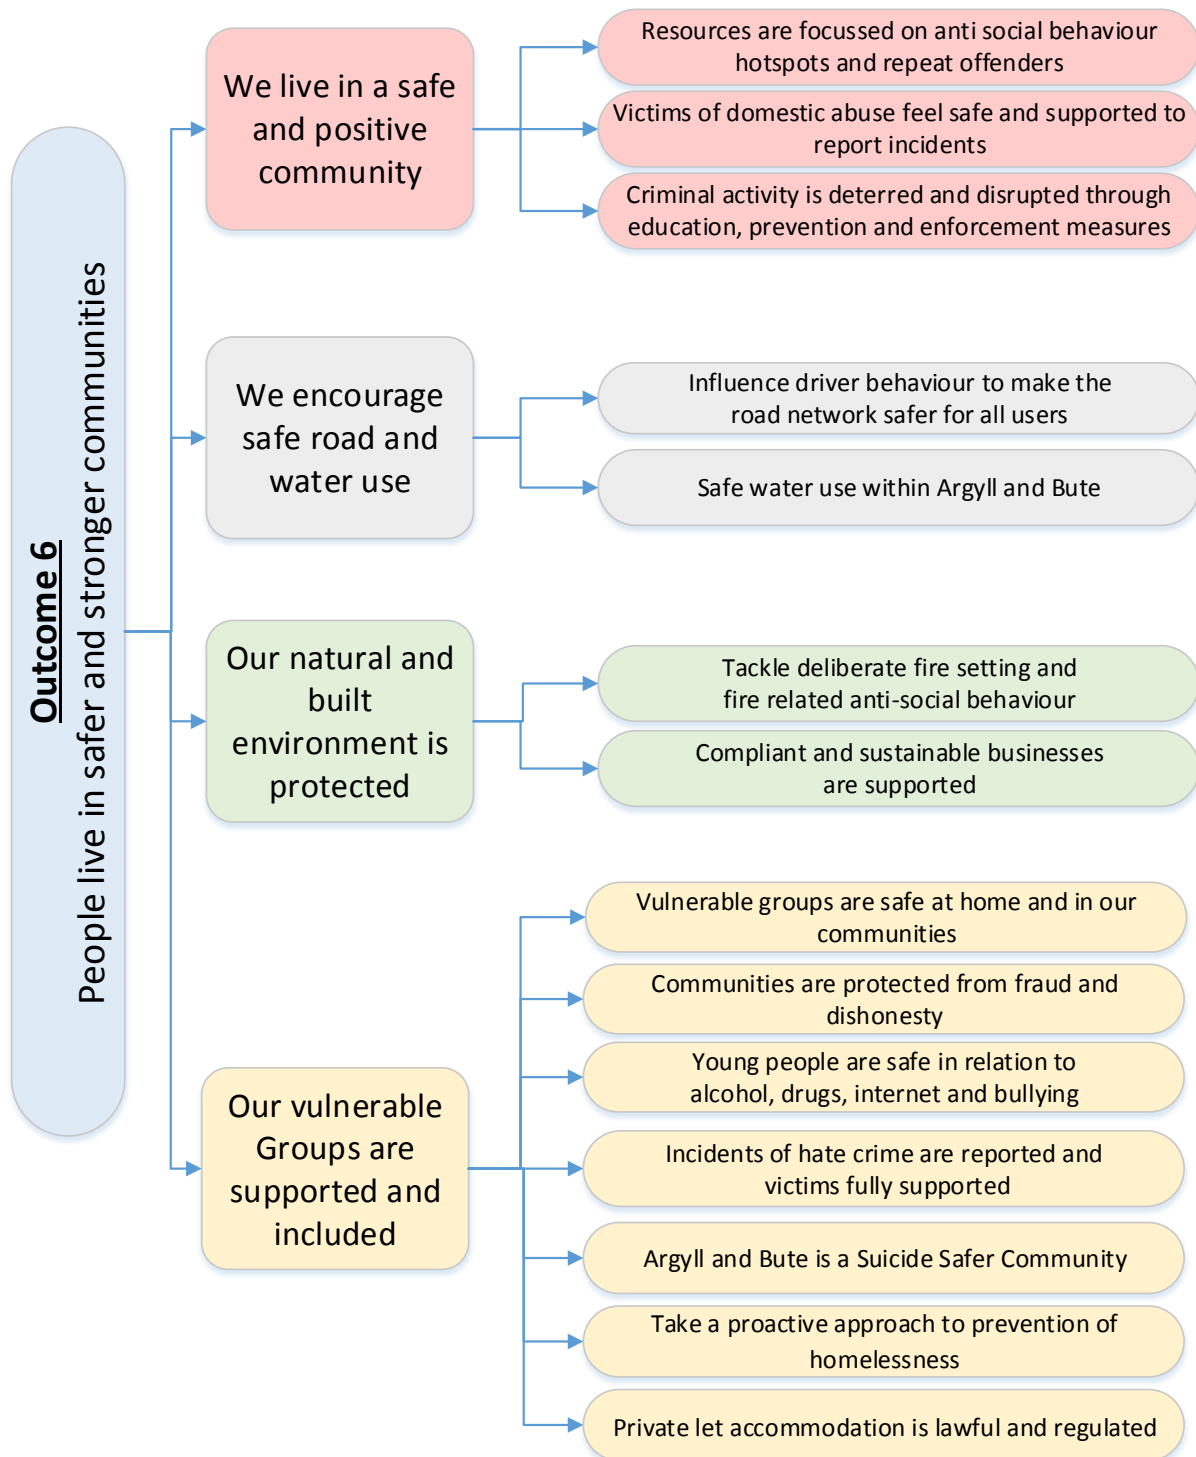 Outcome 6
People live in safer and stronger communities
We live in a safe
and positive
community
Resources are focussed on anti social behaviour
hotspots and repeat offenders
Victims of domestic abuse feel safe and supported to
report incidents
Criminal activity is deterred and disrupted through
education, prevention and enforcement measures
We encourage
safe road and
water use
Influence driver behaviour to make the
road network safer for all users
Safe water use within Argyll and Bute
Our natural and
built
environment is
protected
Tackle deliberate fire setting and
fire related anti-social behaviour
Compliant and sustainable businesses
are supported
Our vulnerable
Groups are
supported and
included
Vulnerable groups are safe at home and in our
communities
Communities are protected from fraud and
dishonesty
Young people are safe in relation to
alcohol, drugs, internet and bullying
Incidents of hate crime are reported and
victims fully supported
Argyll and Bute is a Suicide Safer Community
Take a proactive approach to prevention of
homelessness
Private let accommodation is lawful and regulated